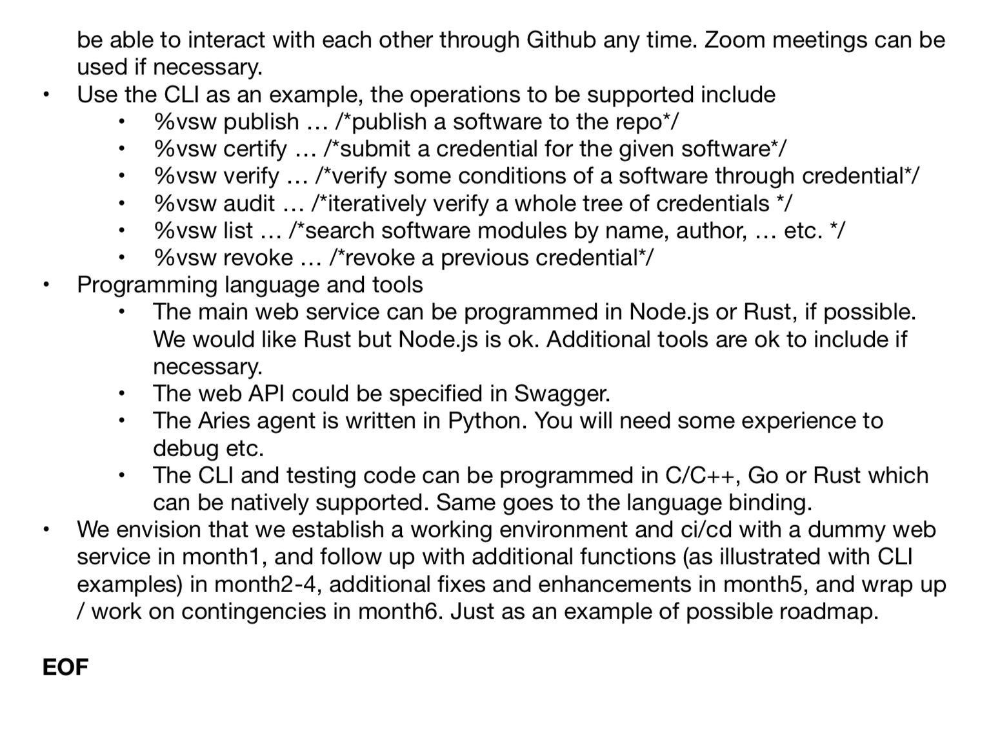 be able to interact with each other through Github any time. Zoom meetings can be
used if necessary.
• Use the CLI as an example, the operations to be supported include
• %vsw publish … /*publish a software to the repo*/
• %vsw certify … /*submit a credential for the given software*/
• %vsw verify … /*verify some conditions of a software through credential*/
• %vsw audit … /*iteratively verify a whole tree of credentials */
• %vsw list … /*search software modules by name, author, … etc. */
• %vsw revoke … /*revoke a previous credential*/
• Programming language and tools
• The main web service can be programmed in Node.js or Rust, if possible.
We would like Rust but Node.js is ok. Additional tools are ok to include if
necessary.
• The web API could be specified in Swagger.
• The Aries agent is written in Python. You will need some experience to
debug etc.
• The CLI and testing code can be programmed in C/C++, Go or Rust which
can be natively supported. Same goes to the language binding.
• We envision that we establish a working environment and ci/cd with a dummy web
service in month1, and follow up with additional functions (as illustrated with CLI
examples) in month2-4, additional fixes and enhancements in month5, and wrap up
/ work on contingencies in month6. Just as an example of possible roadmap.
EOF